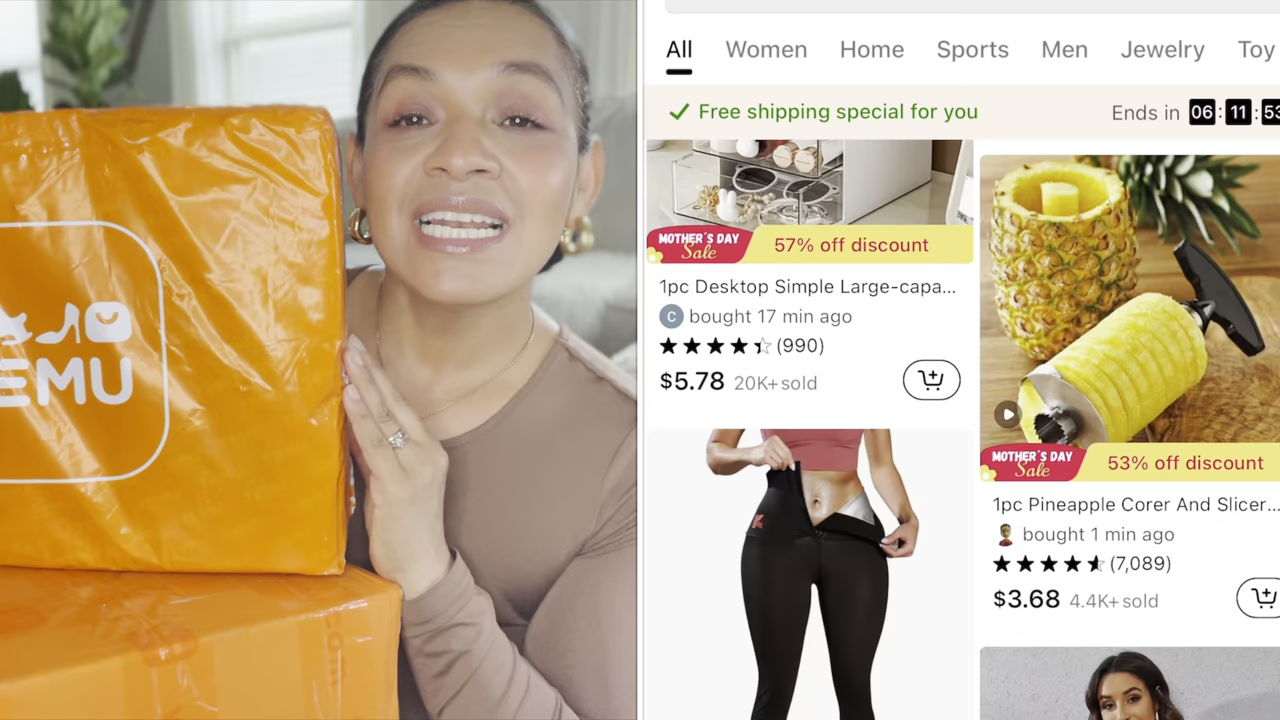 EMU
All Women Home Sports Men Jewelry Toy
Free shipping special for you Ends in 06:11:53
MOTHER'S DAY
Sale
57% off discount
1pc Desktop Simple Large-capa...
C bought 17 min ago
(990)
$5.78 20K+sold
K
MOTHER'S DAY
Sale
53% off discount
1pc Pineapple Corer And Slicer...
bought 1 min ago
(7,089)
$3.68 4.4K+sold